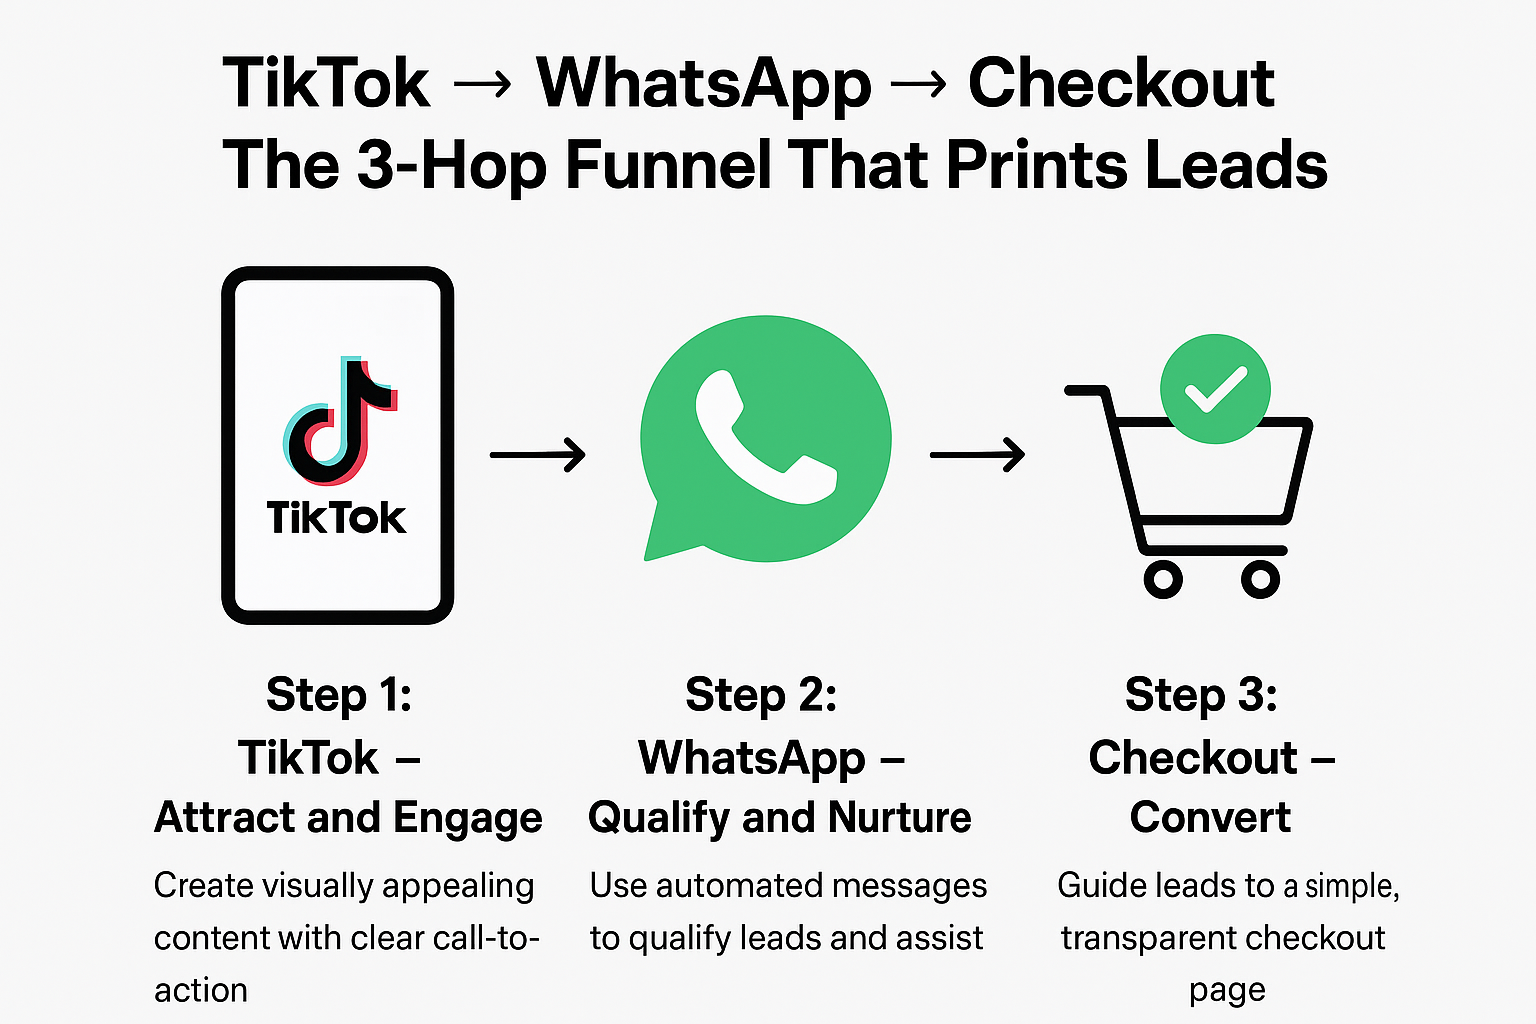 TikTok → WhatsApp → Checkout
The 3-Hop Funnel That Prints Leads
TikTok
Step 1:
TikTok –
Attract and Engage
Create visually appealing
content with clear call-to-
action
Step 2:
WhatsApp –
Qualify and Nurture
Use automated messages
to qualify leads and assist
Step 3:
Checkout –
Convert
Guide leads to a simple,
transparent checkout
page